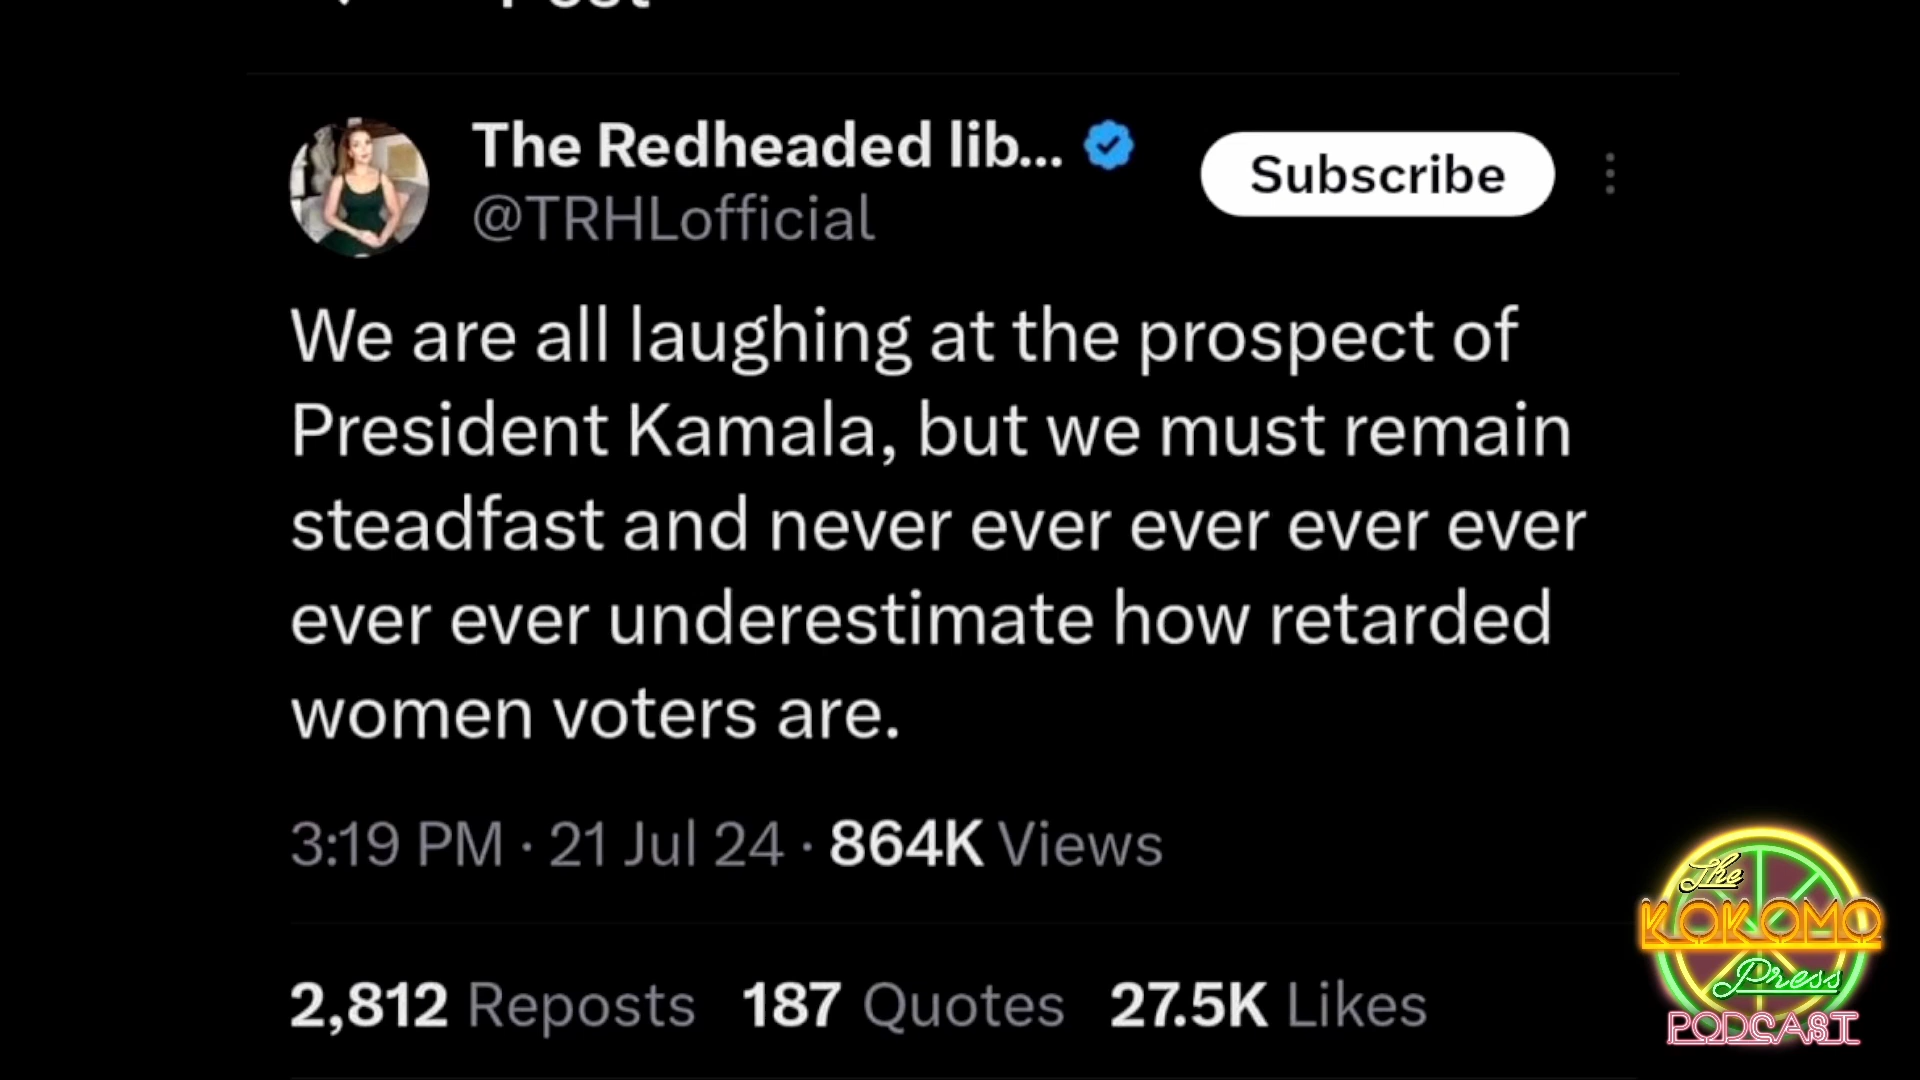 Post
The Redheaded lib...
Subscribe
@TRHLofficial
We are all laughing at the prospect of
President Kamala, but we must remain
steadfast and never ever ever ever ever
ever ever underestimate how retarded
women voters are.
3:19 PM · 21 Jul 24 · 864K Views
2,812 Reposts 187 Quotes 27.5K Likes
The
KOKOMO
Press
PODCAST